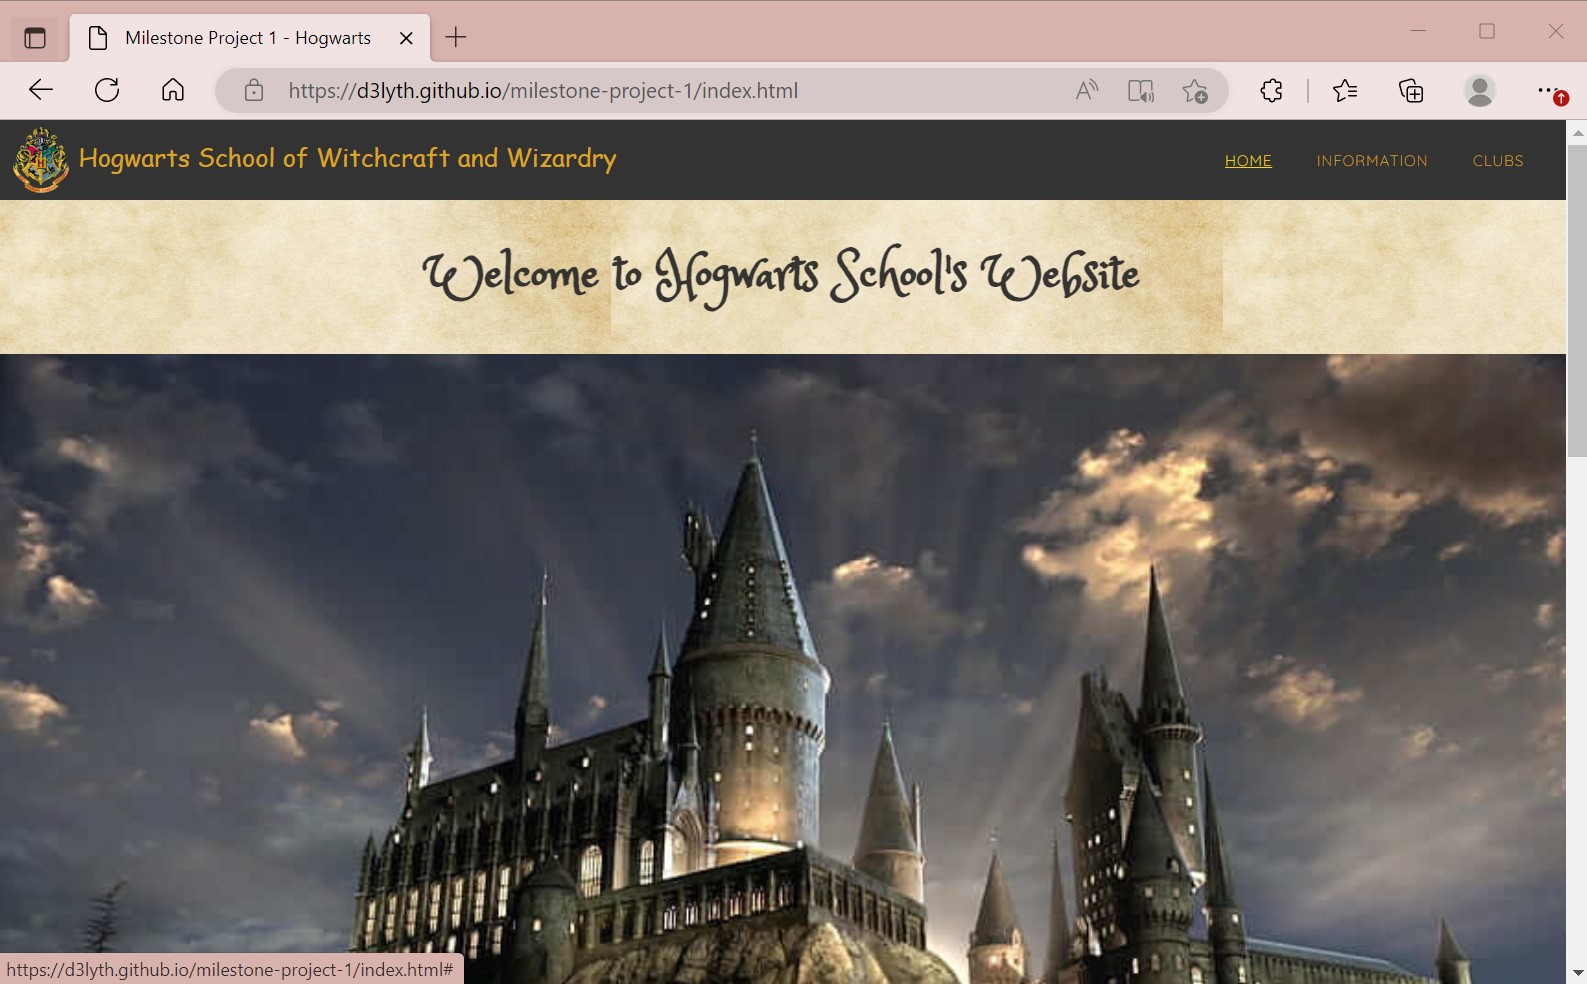 Milestone Project 1 - Hogwarts
https://d3lyth.github.io/milestone-project-1/index.html
Hogwarts School of Witchcraft and Wizardry
HOME INFORMATION CLUBS
Welcome to Hogwarts School's Website
https://d3lyth.github.io/milestone-project-1/index.html#